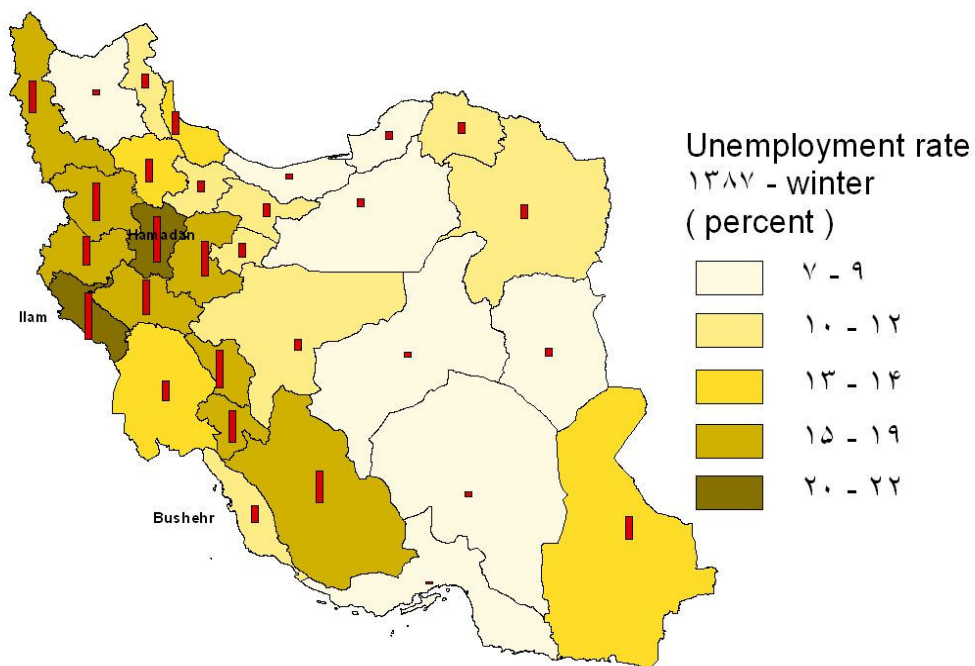 Unemployment rate
۱۳۸۷ - winter
( percent )
۷ - ۹
۱۰ - ۱۲
۱۳ - ۱۴
۱۵ - ۱۹
۲۰ - ۲۲
Hamadan
Ilam
Bushehr